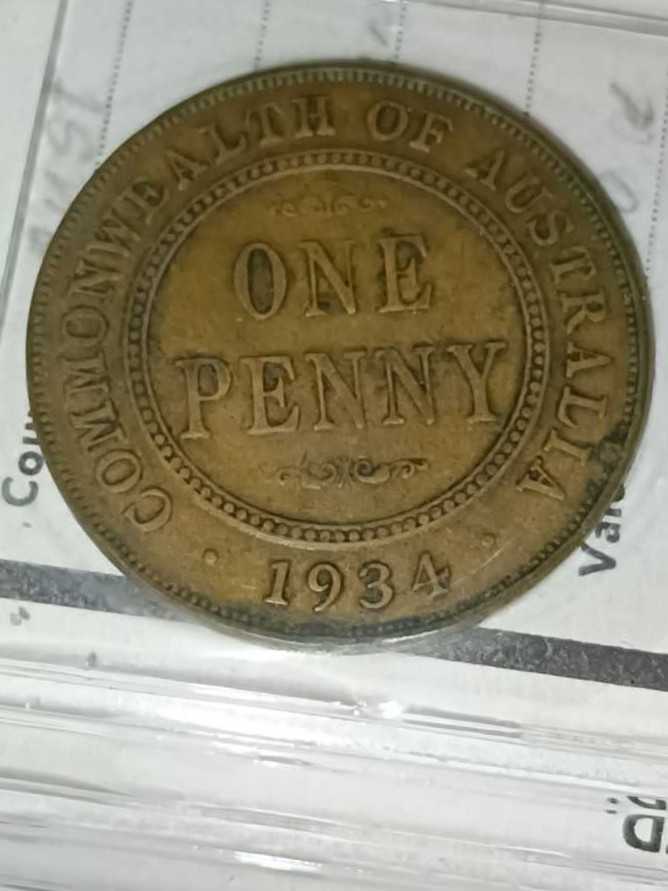 COMMONWEALTH OF AUSTRALIA
ONE
PENNY
1934